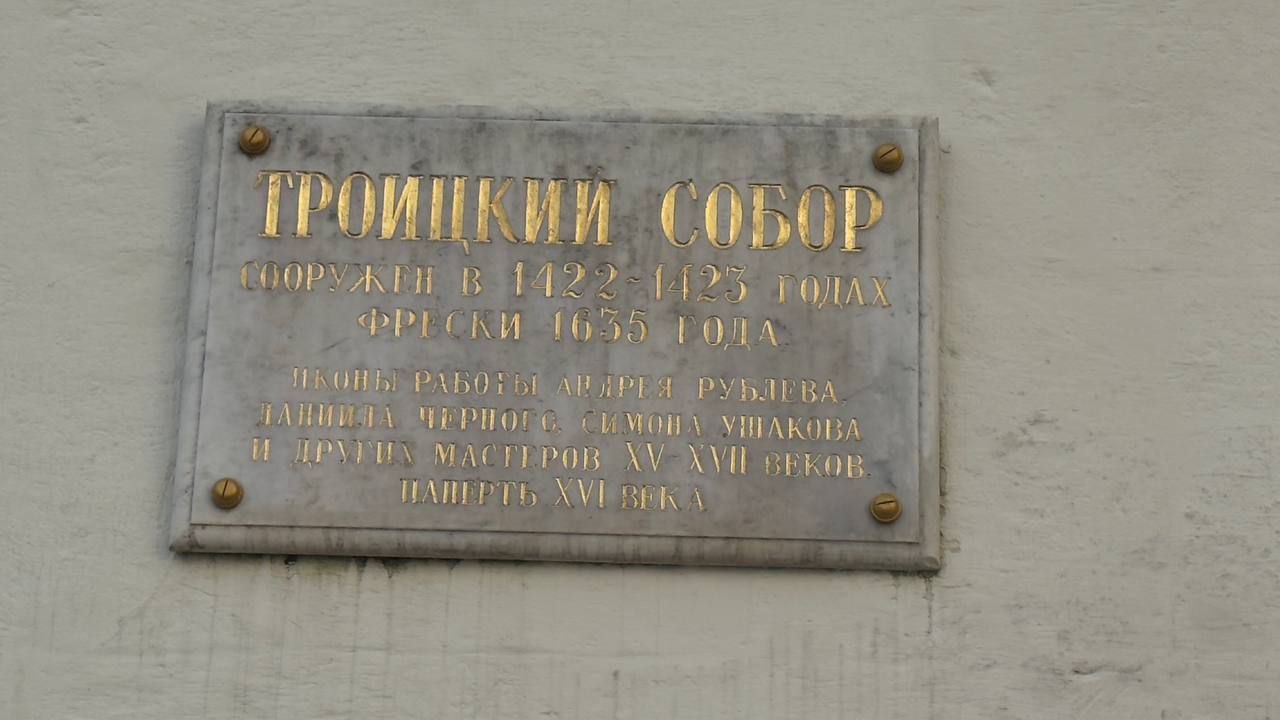 ТРОИЦКИЙ СОБОР
СООРУЖЕН В 1422-1423 ГОДАХ
ФРЕСКИ 1635 ГОДА.
ИКОНЫ РАБОТЫ АНДРЕЯ РУБЛЕВА,
ДАНИИЛА ЧЕРНОГО, СИМОНА УШАКОВА
И ДРУГИХ МАСТЕРОВ XV-XVII ВЕКОВ.
ПАПЕРТЬ XVI ВЕКА